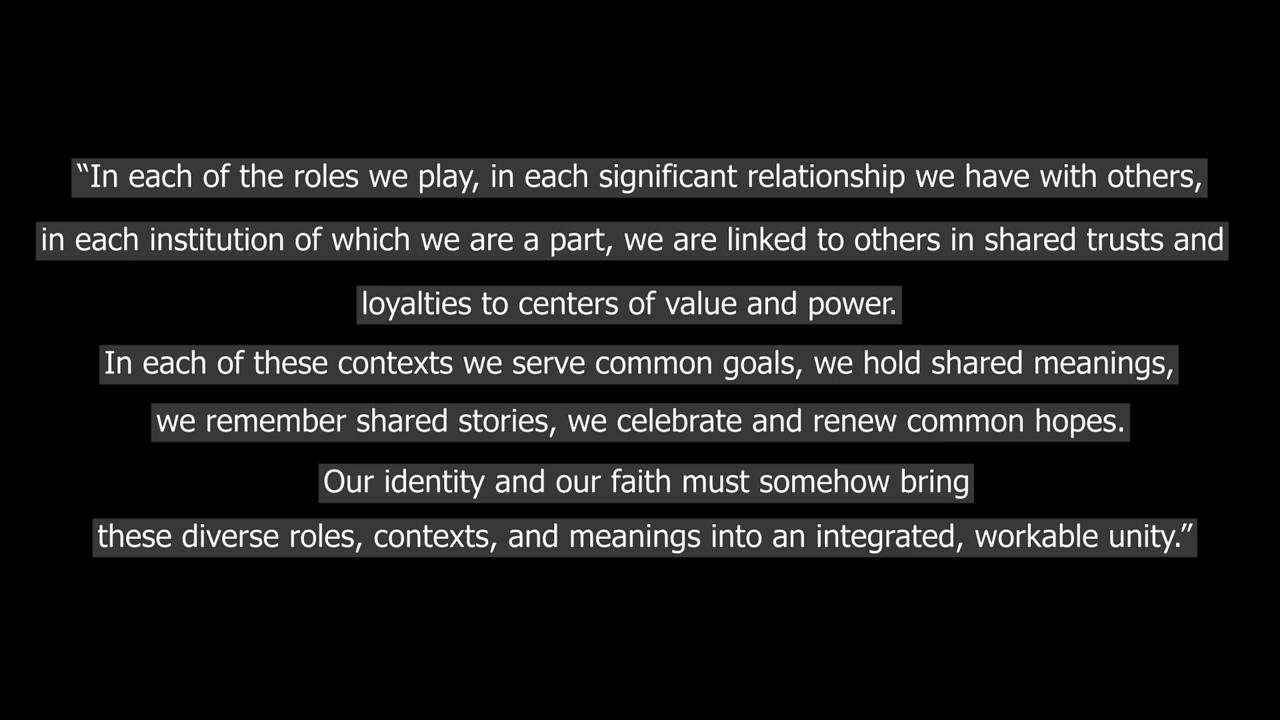 “In each of the roles we play, in each significant relationship we have with others,
in each institution of which we are a part, we are linked to others in shared trusts and
loyalties to centers of value and power.
In each of these contexts we serve common goals, we hold shared meanings,
we remember shared stories, we celebrate and renew common hopes.
Our identity and our faith must somehow bring
these diverse roles, contexts, and meanings into an integrated, workable unity.”